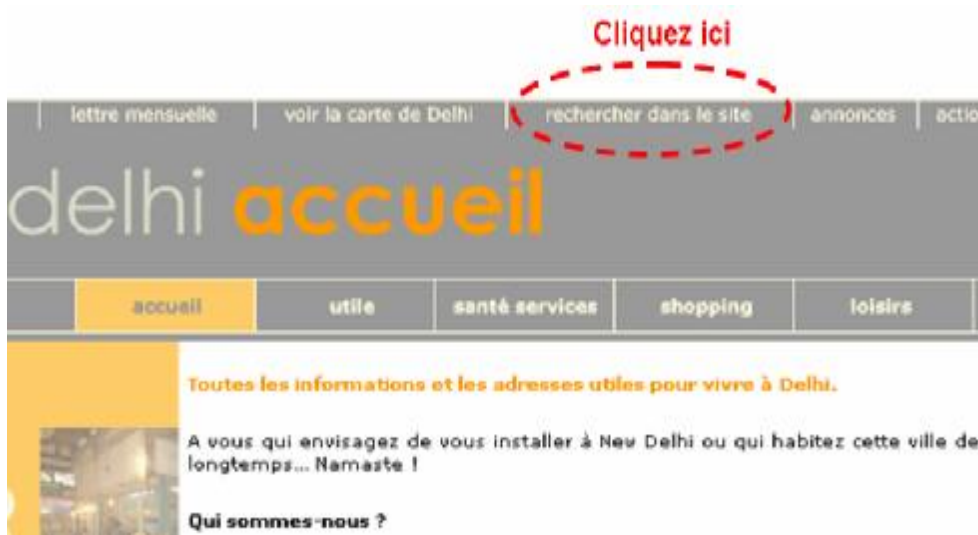 Cliquez ici
lettre mensuelle voir la carte de Delhi rechercher dans le site annonces actio
delhi accueil
accueil utile santé services shopping loisirs
Toutes les informations et les adresses utiles pour vivre à Delhi.
A vous qui envisagez de vous installer à New Delhi ou qui habitez cette ville de
longtemps... Namaste !
Qui sommes-nous ?